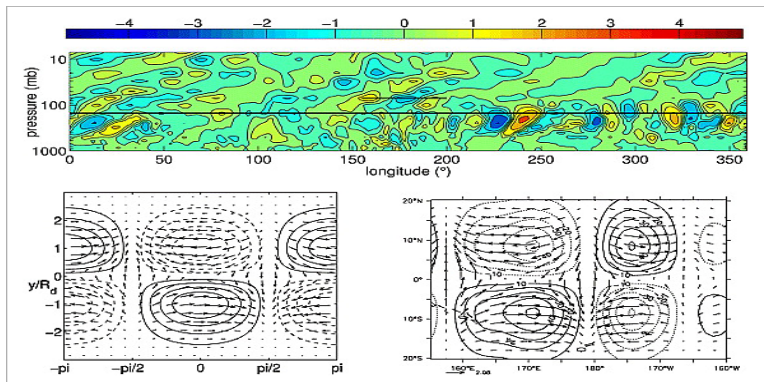 −4 −3 −2 −1 0 1 2 3 4
10
100
1000
pressure (mb)
0 50 100 150 200 250 300 350
longitude (°)
2
1
0
−1
−2
y/R_d
−pi −pi/2 0 pi/2 pi
20°N
10°N
0°
10°S
20°S
160°E 170°E 180° 170°W 160°W
2.08